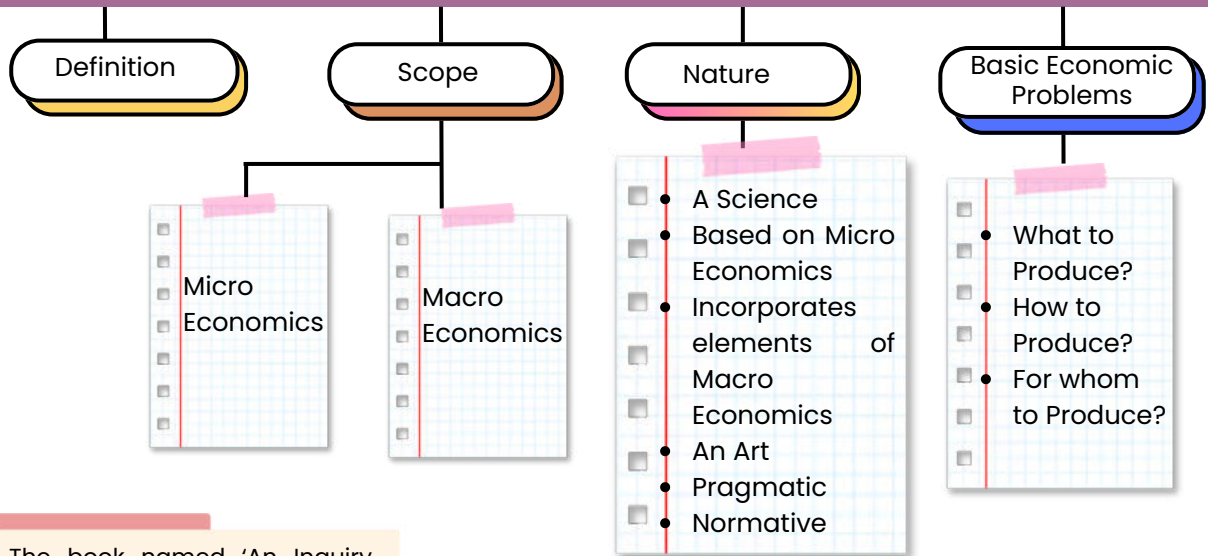 Definition
Scope
Nature
Basic Economic
Problems
Micro
Economics
Macro
Economics
• A Science
• Based on Micro
Economics
• Incorporates
elements of
Macro
Economics
• An Art
• Pragmatic
• Normative
• What to
Produce?
• How to
Produce?
• For whom
to Produce?
The book named ‘An Inquiry